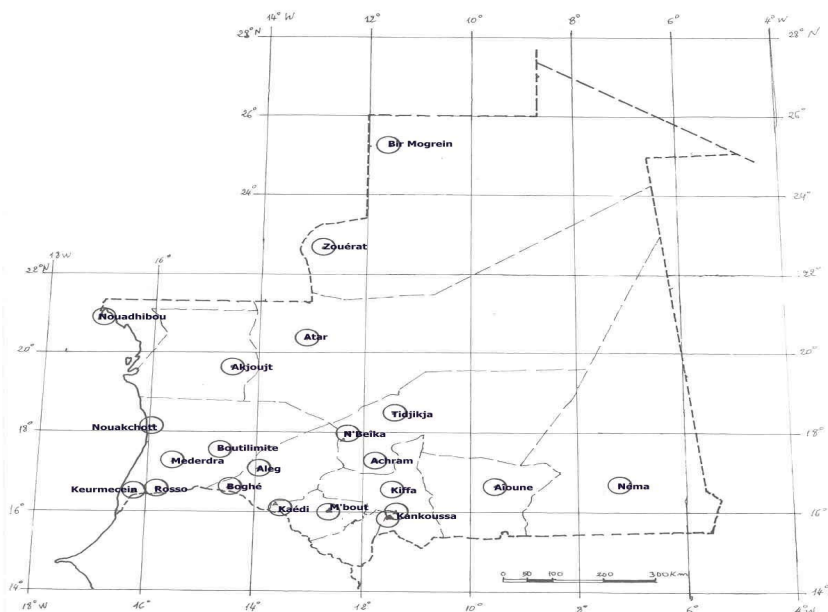 14° W 12° 10° 8° 6° 4° W
28° N 28° N
26° 26°
Bir Mogrein
24° 24°
Zouérat
18 W 16°
22° N 22°
Nouadhibou
Atar
20° 20°
Akjoujt
Tidjikja
Nouakchott
18° 18°
N'Beika
Boutilimite
Mederdra
Achram
Aleg
Keurmecein
Rosso
Boghé
Kiffa
Aïoune
Nema
16° 16°
Kaédi
M'bout
Kankoussa
0 50 100 200 300 Km
14° 14°
18° W 16° 14° 12° 10° 8° 6° 4° W